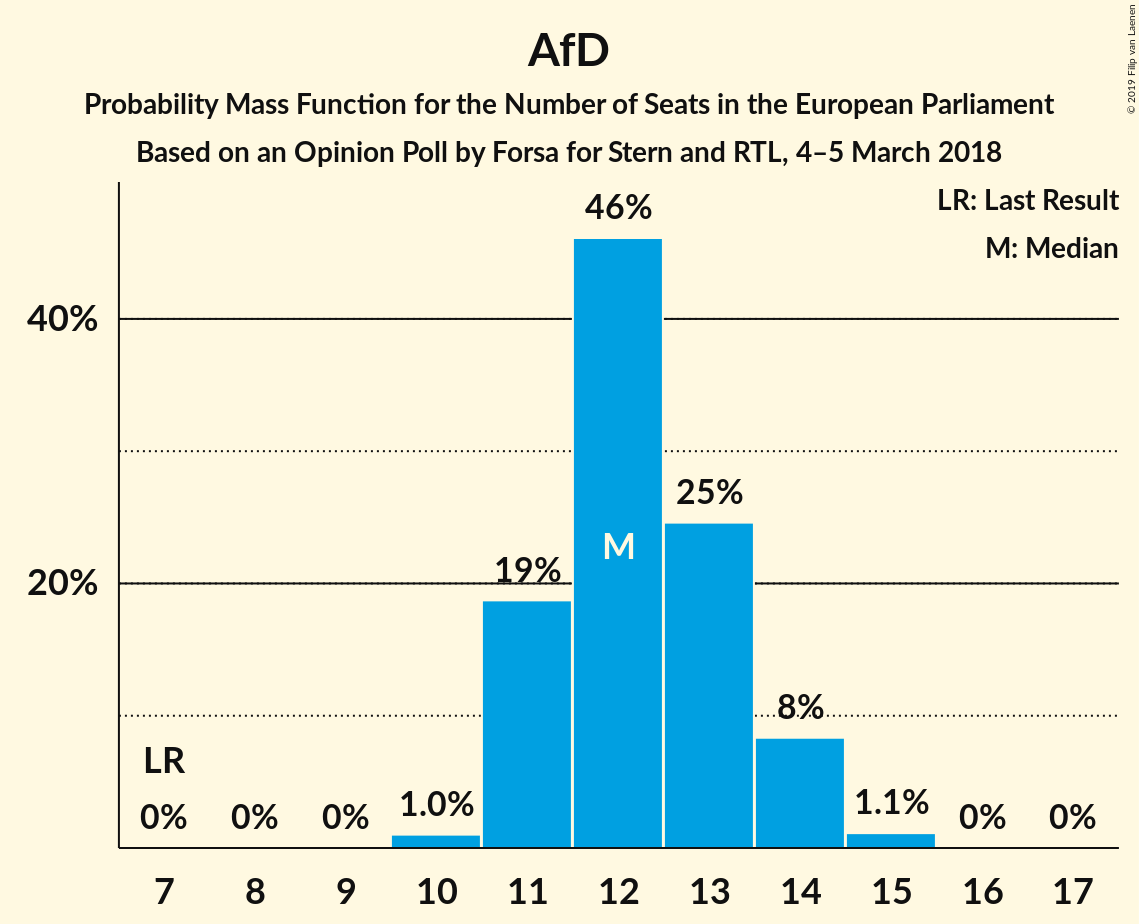 AfD
Probability Mass Function for the Number of Seats in the European Parliament
Based on an Opinion Poll by Forsa for Stern and RTL, 4–5 March 2018
© 2019 Filip van Laenen
LR: Last Result
M: Median
46%
40%
25%
M
19%
20%
8%
LR
0% 0% 0% 1.0% 1.1% 0% 0%
7 8 9 10 11 12 13 14 15 16 17